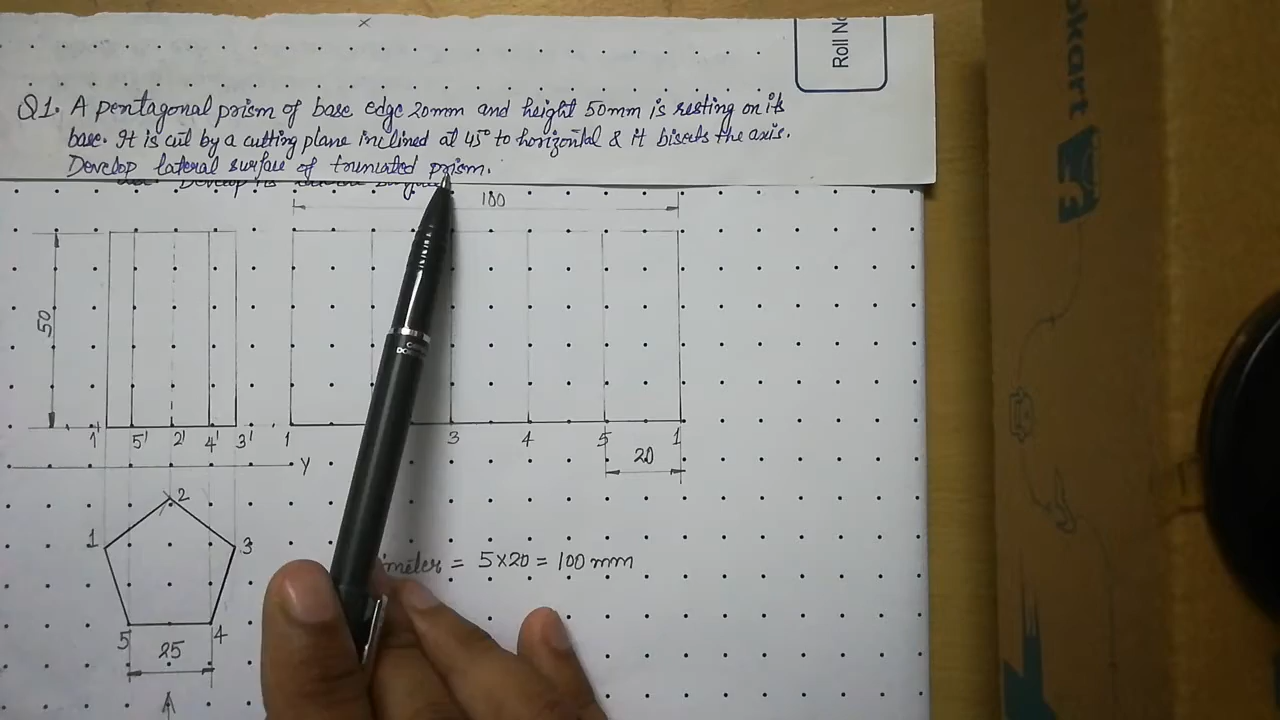 Roll No
Q1. A pentagonal prism of base edge 20mm and height 50mm is resting on its
base. It is cut by a cutting plane inclined at 45° to horizontal & it bisects the axis.
Develop lateral surface of truncated prism.
100
50
1' 5' 2' 4' 3' 1 3 4 5 1
20
Y
2
1 3
= 5×20 = 100 mm
5 4
25